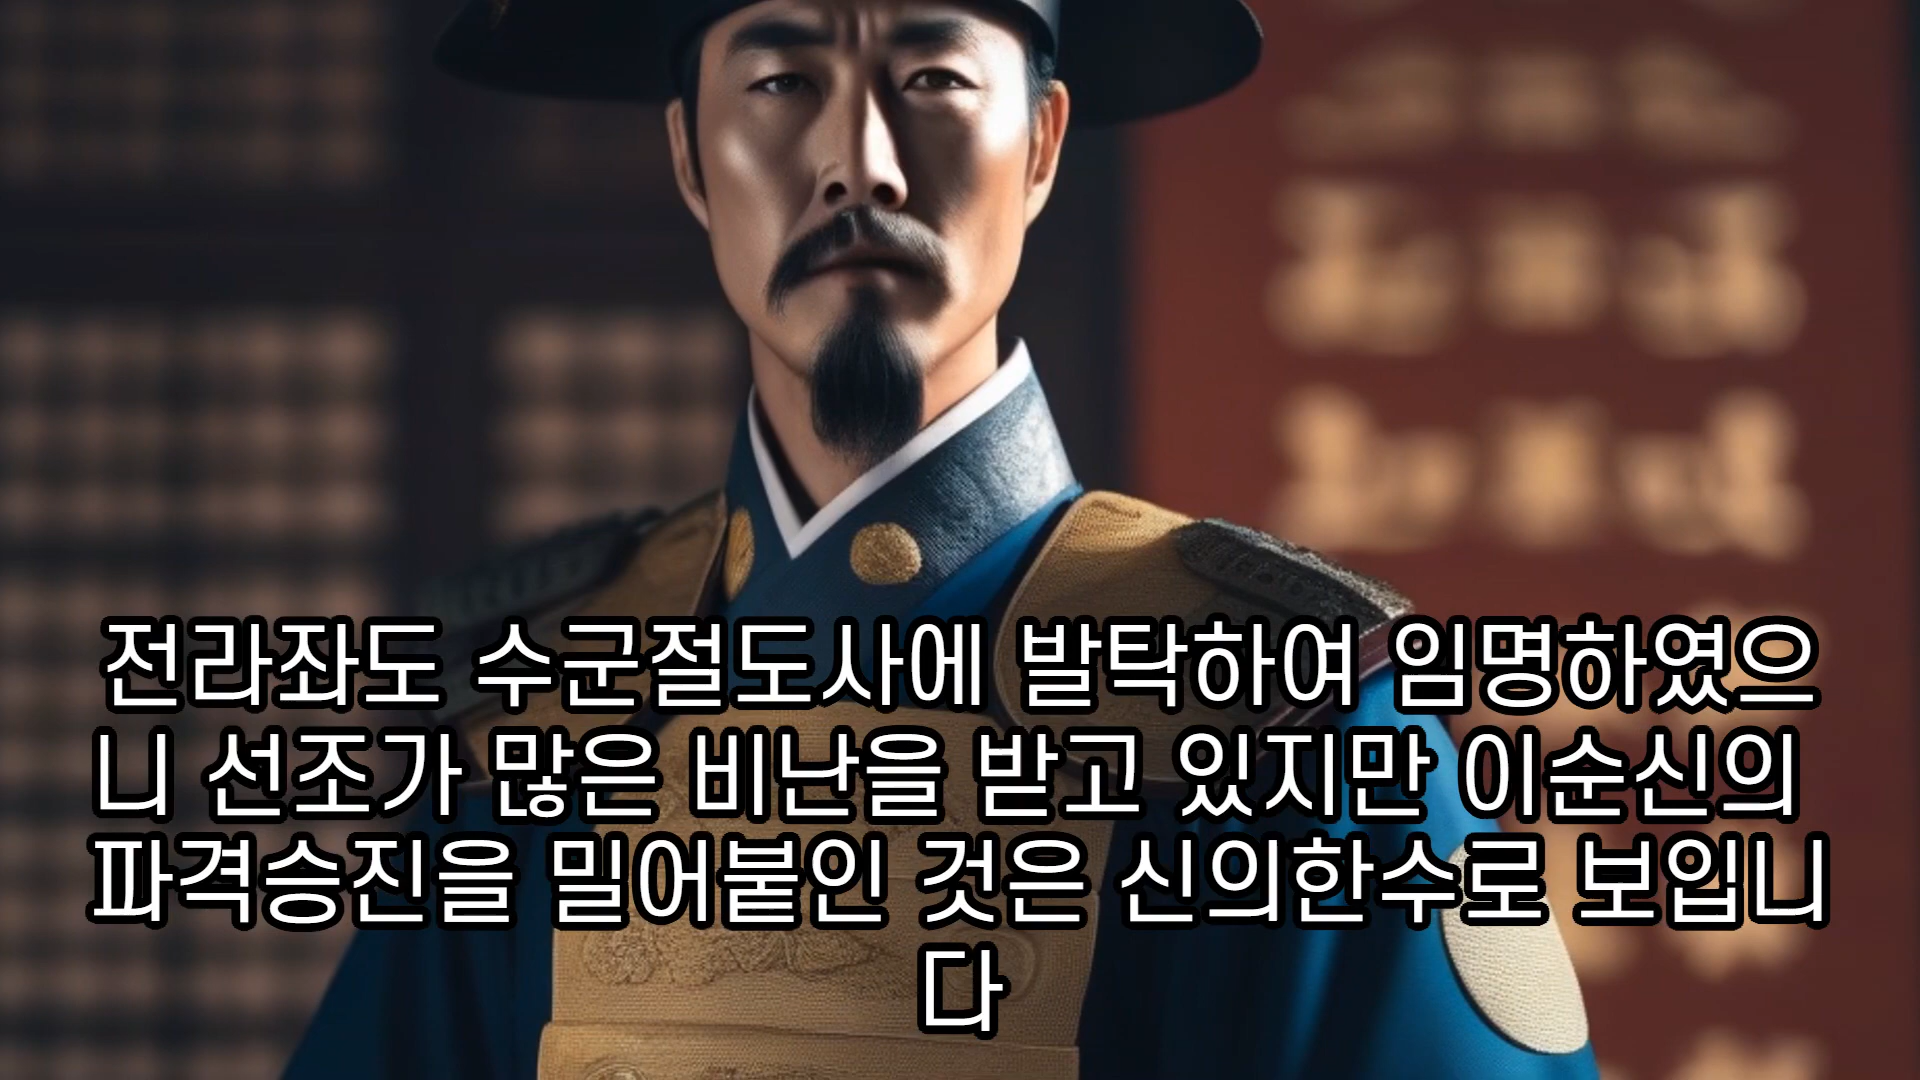 전라좌도 수군절도사에 발탁하여 임명하였으
니 선조가 많은 비난을 받고 있지만 이순신의
파격승진을 밀어붙인 것은 신의한수로 보입니
다